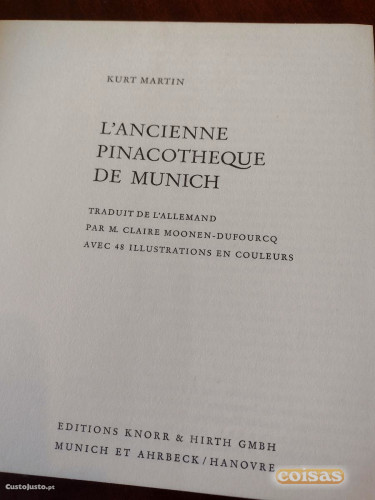 KURT MARTIN
L'ANCIENNE
PINACOTHEQUE
DE MUNICH
TRADUIT DE L'ALLEMAND
PAR M. CLAIRE MOONEN-DUFOURCQ
AVEC 48 ILLUSTRATIONS EN COULEURS
EDITIONS KNORR & HIRTH GMBH
MUNICH ET AHRBECK/HANOVRE
CustoJusto.pt
coisas